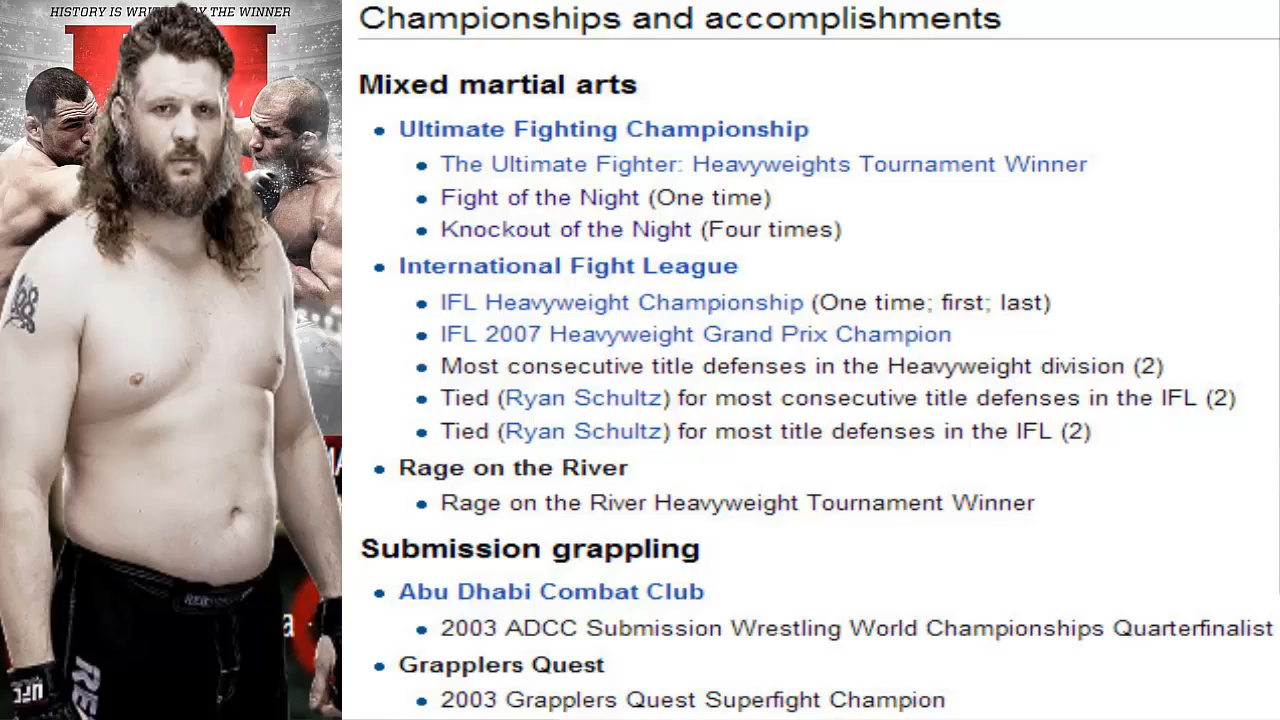 HISTORY IS WRITTEN BY THE WINNER
UFC
Championships and accomplishments
Mixed martial arts
Ultimate Fighting Championship
The Ultimate Fighter: Heavyweights Tournament Winner
Fight of the Night (One time)
Knockout of the Night (Four times)
International Fight League
IFL Heavyweight Championship (One time; first; last)
IFL 2007 Heavyweight Grand Prix Champion
Most consecutive title defenses in the Heavyweight division (2)
Tied (Ryan Schultz) for most consecutive title defenses in the IFL (2)
Tied (Ryan Schultz) for most title defenses in the IFL (2)
Rage on the River
Rage on the River Heavyweight Tournament Winner
Submission grappling
Abu Dhabi Combat Club
2003 ADCC Submission Wrestling World Championships Quarterfinalist
Grapplers Quest
2003 Grapplers Quest Superfight Champion